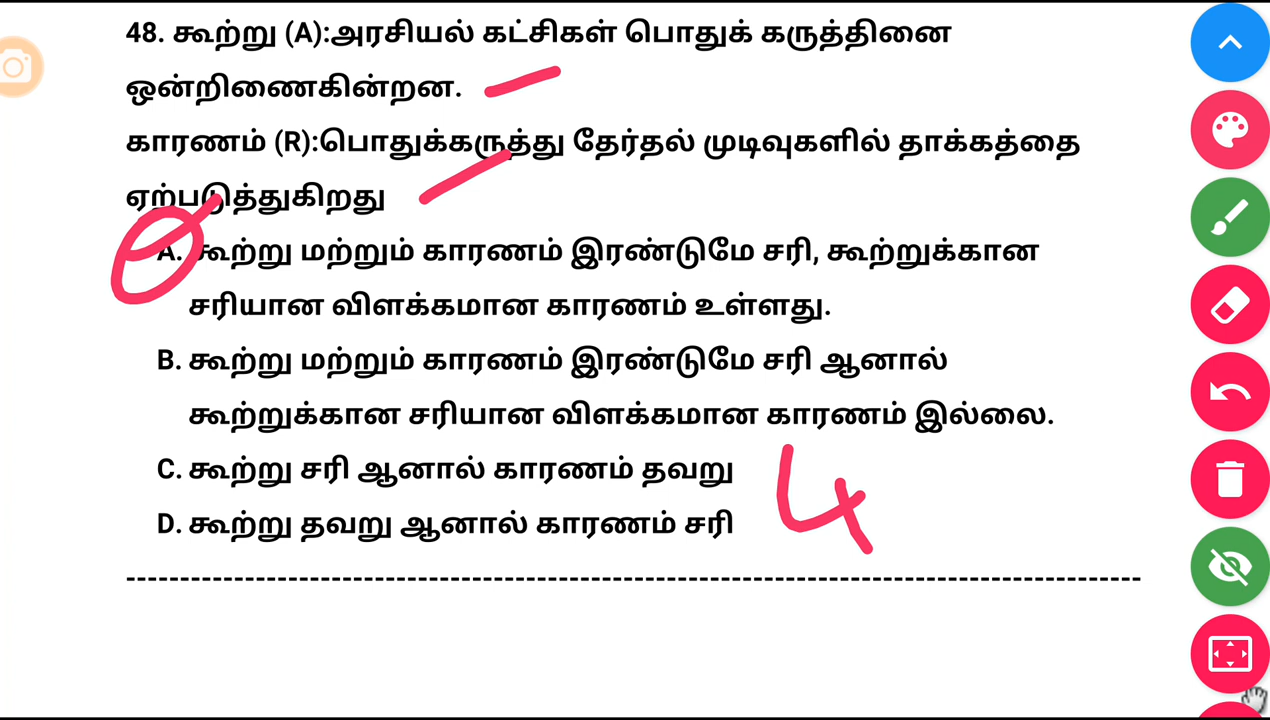 48. கூற்று (A):அரசியல் கட்சிகள் பொதுக் கருத்தினை
ஒன்றிணைகின்றன.
காரணம் (R):பொதுக்கருத்து தேர்தல் முடிவுகளில் தாக்கத்தை
ஏற்படுத்துகிறது
A. கூற்று மற்றும் காரணம் இரண்டுமே சரி, கூற்றுக்கான
சரியான விளக்கமான காரணம் உள்ளது.
B. கூற்று மற்றும் காரணம் இரண்டுமே சரி ஆனால்
கூற்றுக்கான சரியான விளக்கமான காரணம் இல்லை.
C. கூற்று சரி ஆனால் காரணம் தவறு
D. கூற்று தவறு ஆனால் காரணம் சரி
4